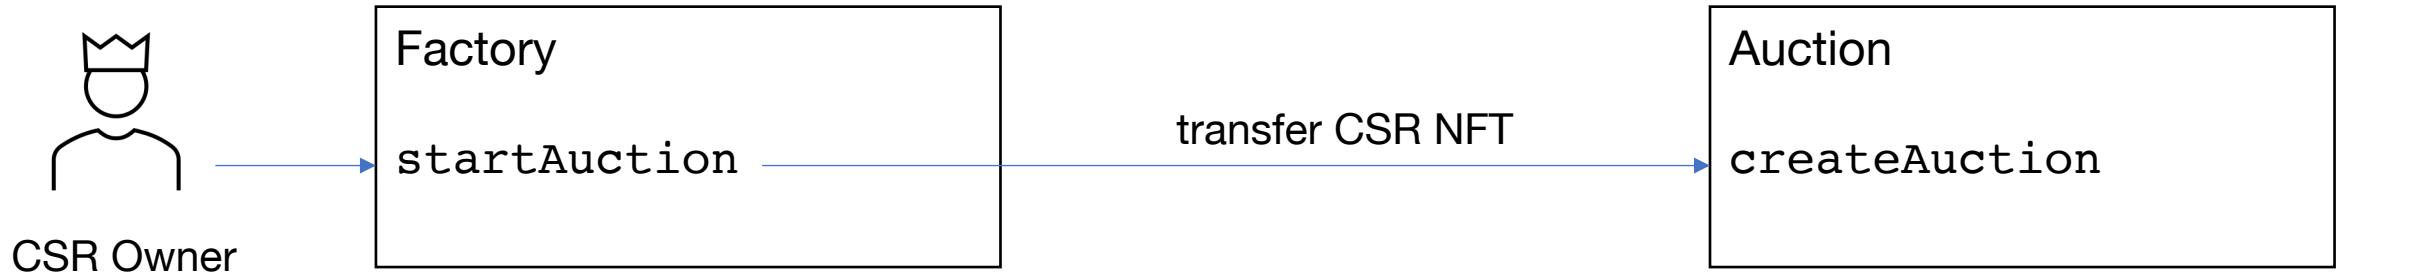 CSR Owner
Factory
startAuction
transfer CSR NFT
Auction
createAuction